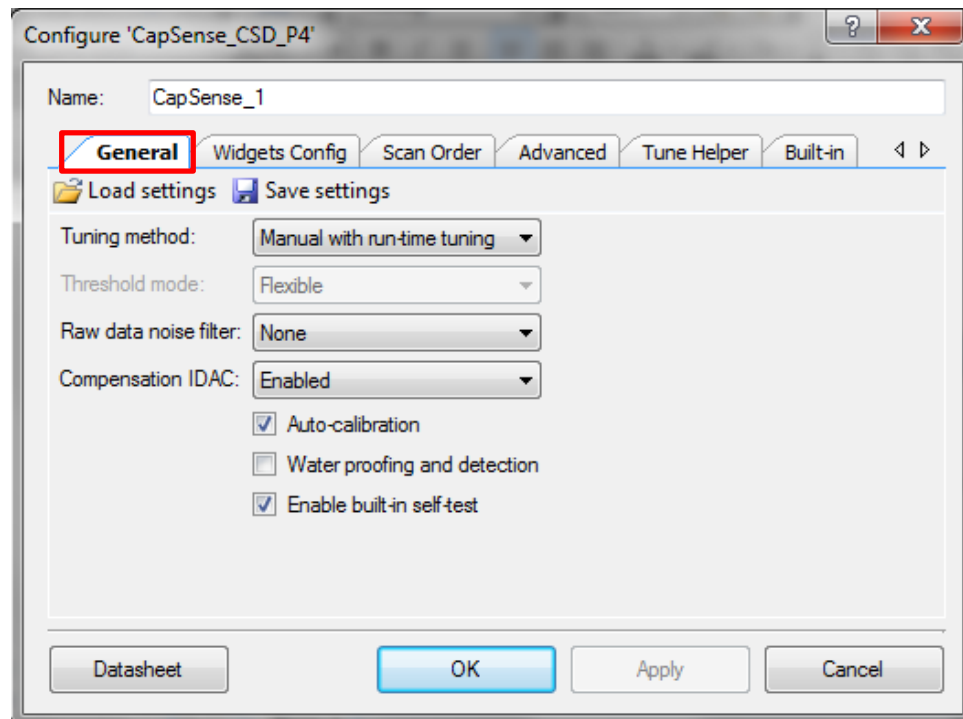 Configure 'CapSense_CSD_P4'
Name: CapSense_1
General Widgets Config Scan Order Advanced Tune Helper Built-in
Load settings Save settings
Tuning method: Manual with run-time tuning
Threshold mode: Flexible
Raw data noise filter: None
Compensation IDAC: Enabled
Auto-calibration
Water proofing and detection
Enable built-in self-test
Datasheet OK Apply Cancel